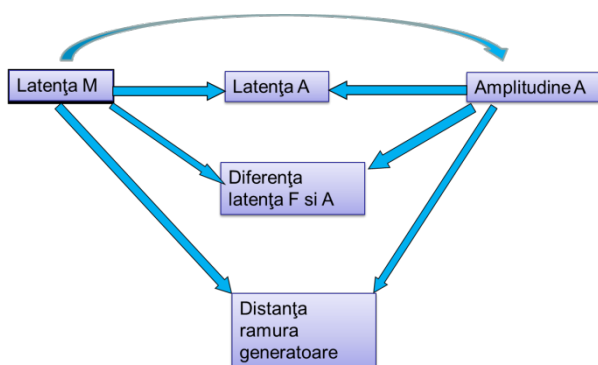 Latenţa M
Latenţa A
Amplitudine A
Diferenţa
latenţa F si A
Distanţa
ramura
generatoare